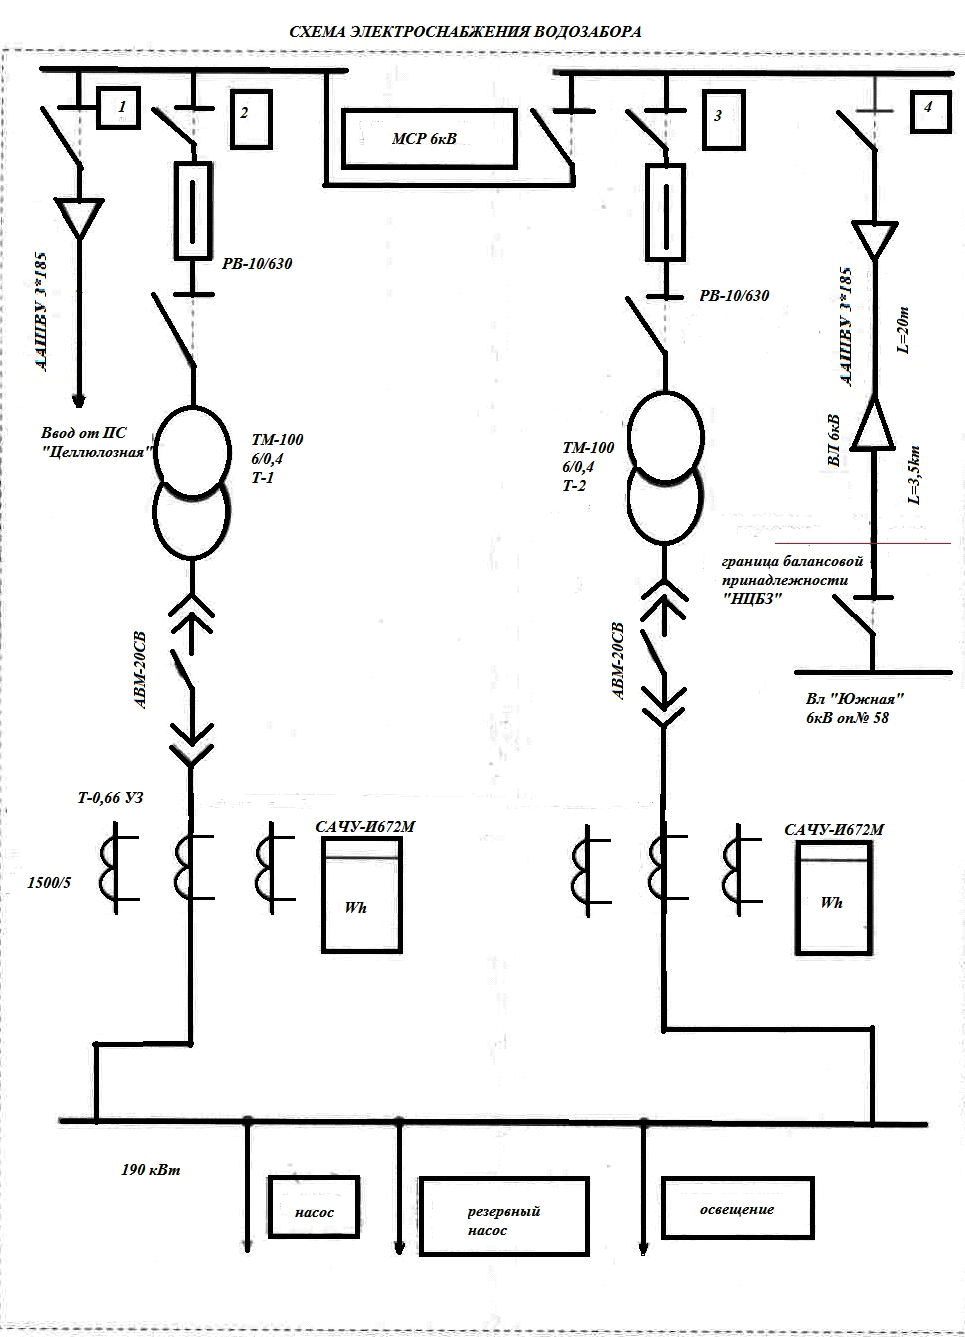 СХЕМА ЭЛЕКТРОСНАБЖЕНИЯ ВОДОЗАБОРА
1
2
МСР 6кВ
3
4
РВ-10/630
РВ-10/630
ААШВУ 3*185
ААШВУ 3*185
L=20m
Ввод от ПС
"Целлюлозная"
ТМ-100
6/0,4
Т-1
ТМ-100
6/0,4
Т-2
ВЛ 6кВ
L=3,5km
граница балансовой
принадлежности
"НЦБЗ"
АВМ-20СВ
АВМ-20СВ
Вл "Южная"
6кВ оп№ 58
Т-0,66 УЗ
1500/5
САЧУ-И672М
Wh
САЧУ-И672М
Wh
190 кВт
насос
резервный
насос
освещение